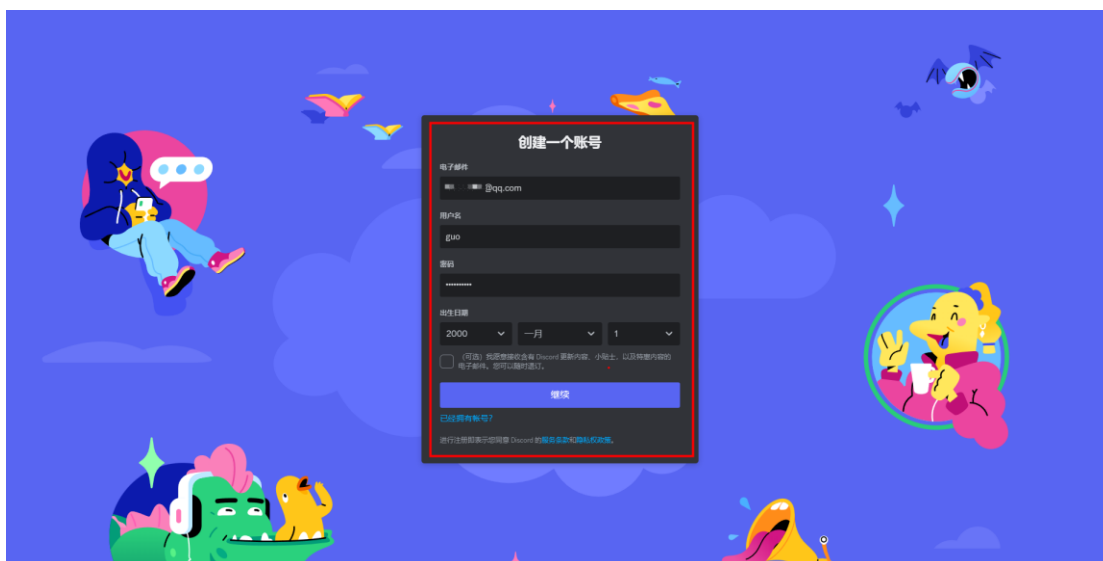 创建一个账号
电子邮件
@qq.com
用户名
guo
密码
••••••••••
出生日期
2000 一月 1
(可选) 我愿意接收含有 Discord 更新内容、小贴士、以及特惠内容的
电子邮件。您可以随时退订。
继续
已经拥有账号?
进行注册即表示您同意 Discord 的服务条款和隐私权政策。